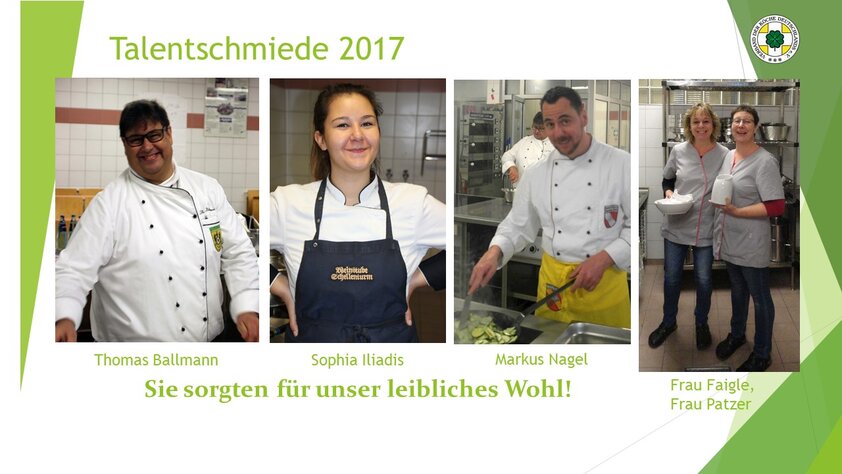 Talentschmiede 2017
VERBAND DER KÖCHE DEUTSCHLANDS E.V.
Weinstube
Schellenturm
Thomas Ballmann
Sophia Iliadis
Markus Nagel
Sie sorgten für unser leibliches Wohl!
Frau Faigle,
Frau Patzer